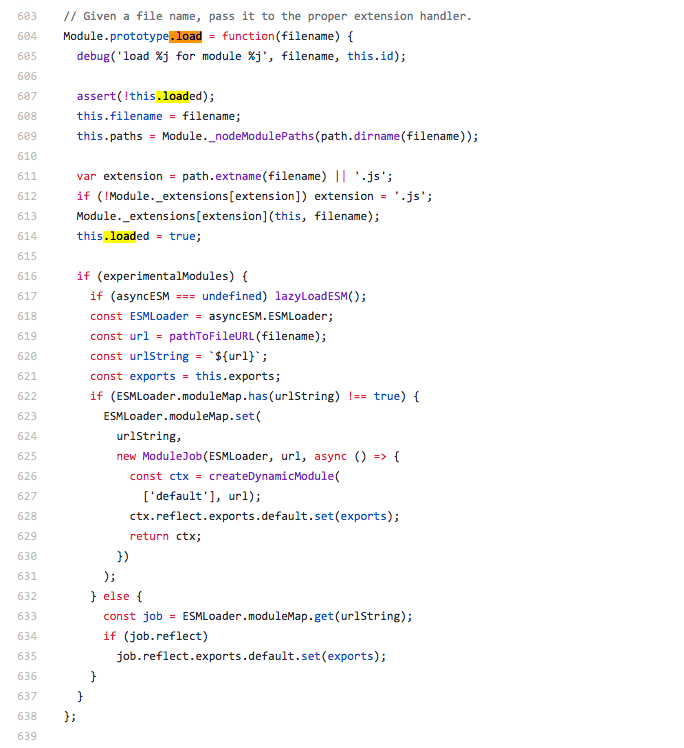 603 // Given a file name, pass it to the proper extension handler.
604 Module.prototype.load = function(filename) {
605   debug('load %j for module %j', filename, this.id);
606
607   assert(!this.loaded);
608   this.filename = filename;
609   this.paths = Module._nodeModulePaths(path.dirname(filename));
610
611   var extension = path.extname(filename) || '.js';
612   if (!Module._extensions[extension]) extension = '.js';
613   Module._extensions[extension](this, filename);
614   this.loaded = true;
615
616   if (experimentalModules) {
617     if (asyncESM === undefined) lazyLoadESM();
618     const ESMLoader = asyncESM.ESMLoader;
619     const url = pathToFileURL(filename);
620     const urlString = `${url}`;
621     const exports = this.exports;
622     if (ESMLoader.moduleMap.has(urlString) !== true) {
623       ESMLoader.moduleMap.set(
624         urlString,
625         new ModuleJob(ESMLoader, url, async () => {
626           const ctx = createDynamicModule(
627             ['default'], url);
628           ctx.reflect.exports.default.set(exports);
629           return ctx;
630         })
631       );
632     } else {
633       const job = ESMLoader.moduleMap.get(urlString);
634       if (job.reflect)
635         job.reflect.exports.default.set(exports);
636     }
637   }
638 };
639